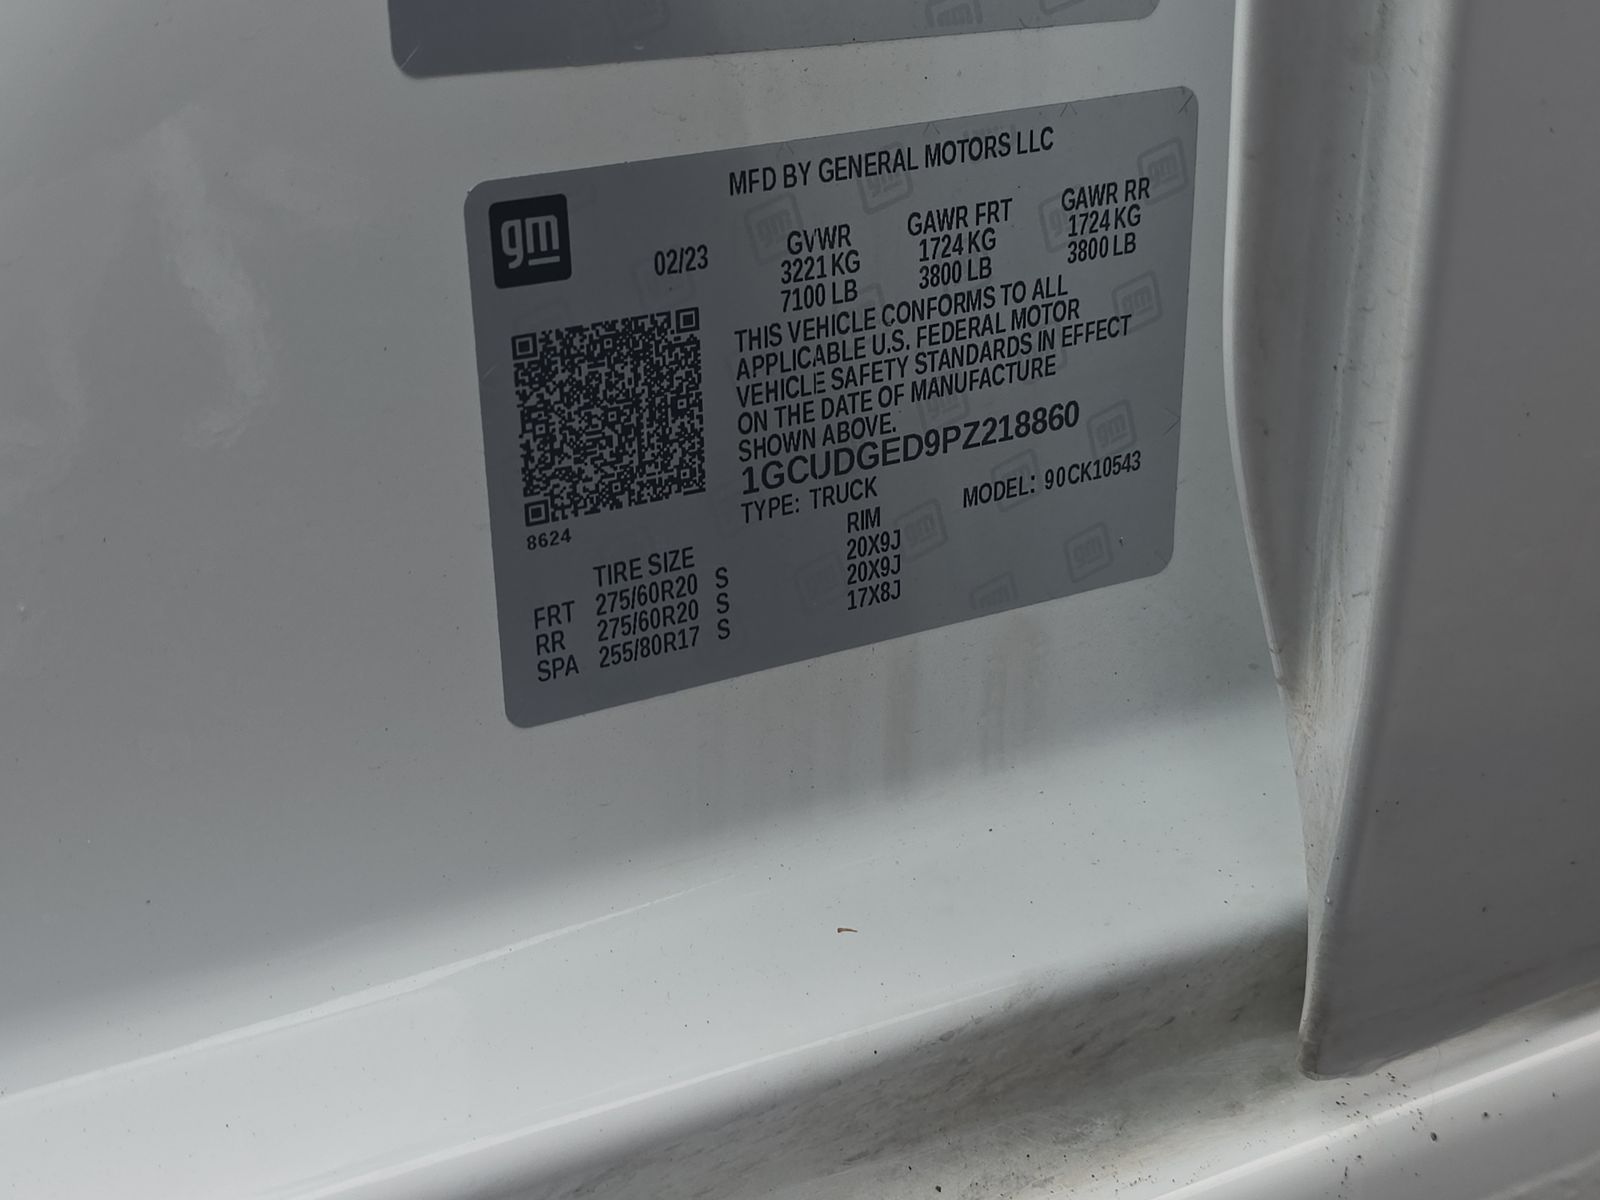 MFD BY GENERAL MOTORS LLC
gm
02/23
GVWR
3221 KG
7100 LB
GAWR FRT
1724 KG
3800 LB
GAWR RR
1724 KG
3800 LB
THIS VEHICLE CONFORMS TO ALL
APPLICABLE U.S. FEDERAL MOTOR
VEHICLE SAFETY STANDARDS IN EFFECT
ON THE DATE OF MANUFACTURE
SHOWN ABOVE.
1GCUDGED9PZ218860
TYPE: TRUCK MODEL: 90CK10543
8624
TIRE SIZE RIM
FRT 275/60R20 S 20X9J
RR 275/60R20 S 20X9J
SPA 255/80R17 S 17X8J